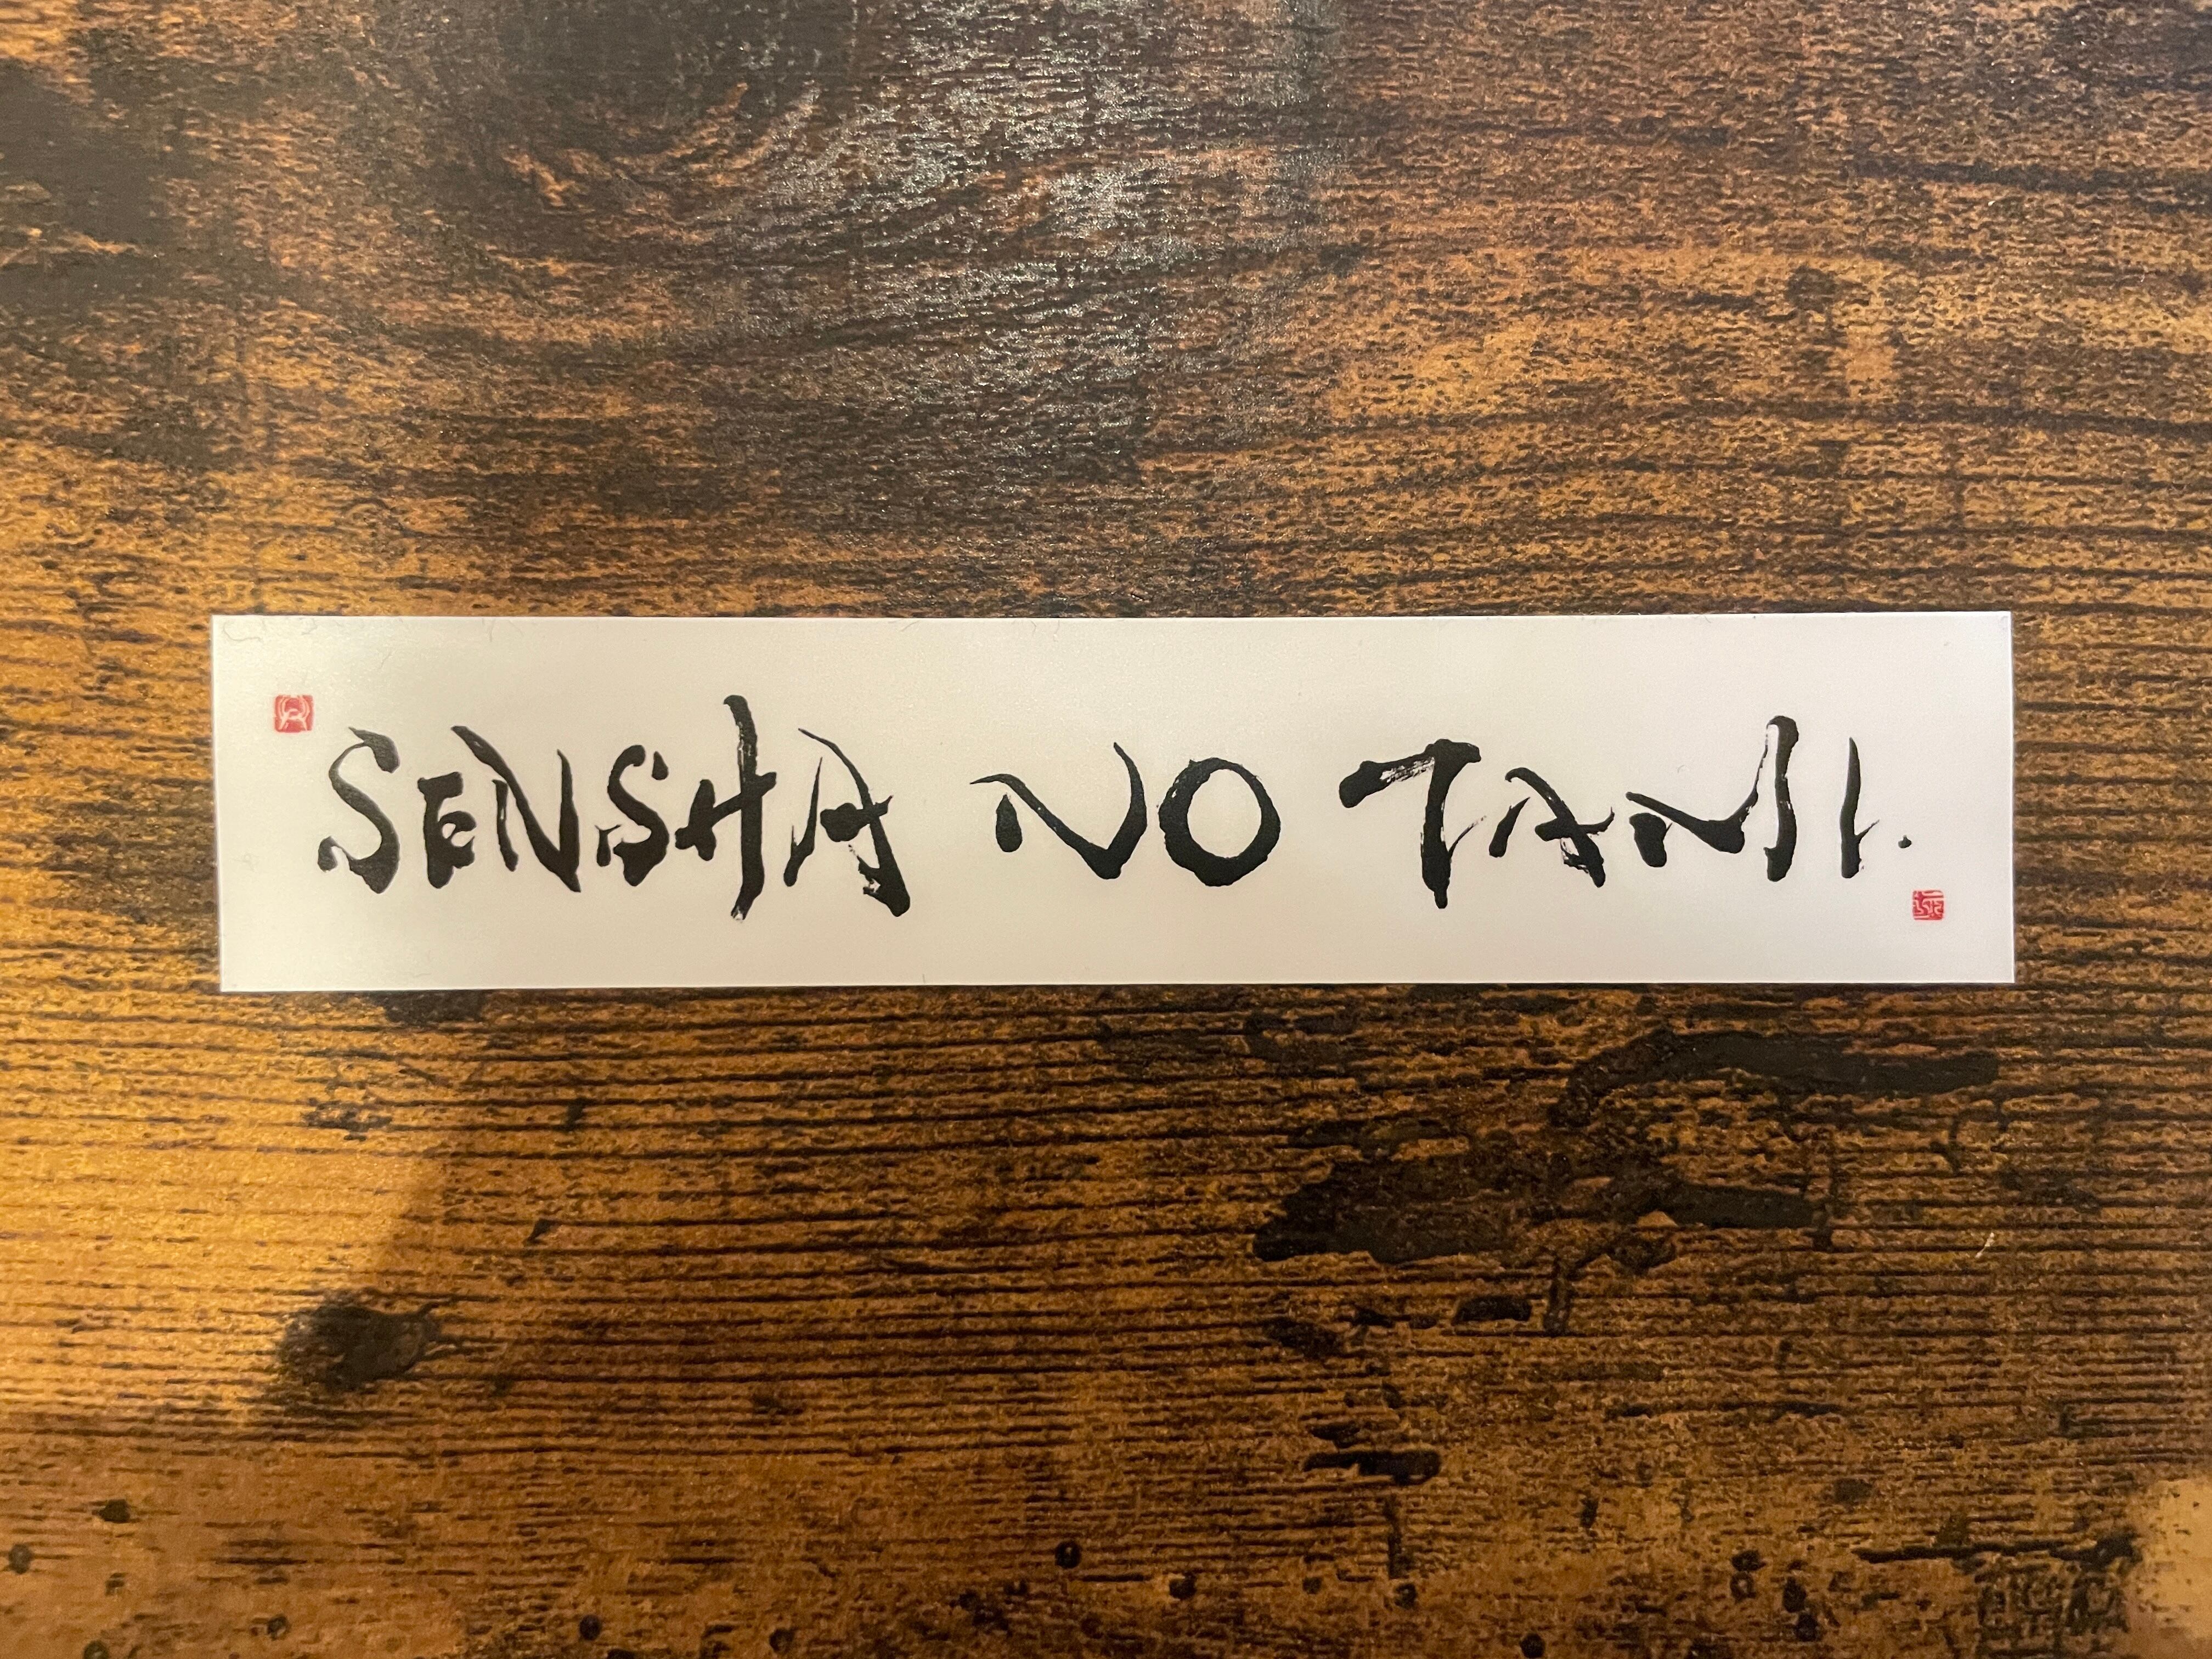 SENSHA NO TAMI.